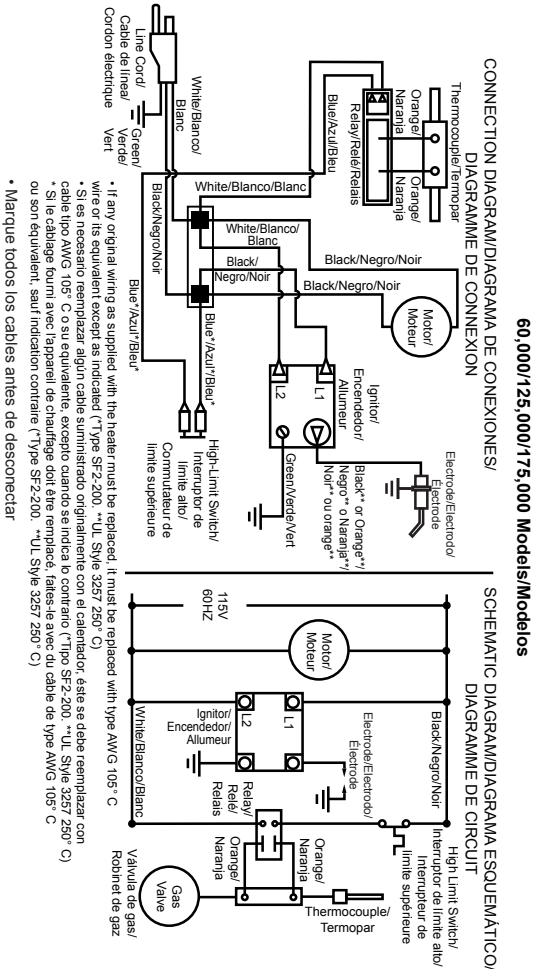 60,000/125,000/175,000 Models/Modelos
CONNECTION DIAGRAM/DIAGRAMA DE CONEXIONES/
DIAGRAMME DE CONNEXION
Thermocouple/Termopar
Orange/
Naranja
Orange/
Naranja
Relay/Relé/Relais
Blue/Azul/Bleu
White/Blanco/
Blanc
Line Cord/
Cable de línea/
Cordon électrique
Green/
Verde/
Vert
White/Blanco/Blanc
White/Blanco/
Blanc
Black/Negro/Noir
Black/
Negro/Noir
Black/Negro/Noir
Black/Negro/Noir
Blue*/Azul*/Bleu*
Blue*/Azul*/Bleu*
Motor/
Moteur
Ignitor/
Encendedor/
Allumeur
L1
L2
Electrode/Electrodo/
Électrode
Black** or Orange**/
Negro** o Naranja**/
Noir** ou orange**
Green/Verde/Vert
High-Limit Switch/
Interruptor de
límite alto/
Commutateur de
limite supérieure
SCHEMATIC DIAGRAM/DIAGRAMA ESQUEMÁTICO/
DIAGRAMME DE CIRCUIT
115V
60HZ
Black/Negro/Noir
White/Blanco/Blanc
Motor/
Moteur
Ignitor/
Encendedor/
Allumeur
L1
L2
Electrode/Electrodo/
Électrode
High Limit Switch/
Interruptor de límite alto/
Interrupteur de
limite supérieure
Relay/
Relé/
Relais
Orange/
Naranja
Orange/
Naranja
Thermocouple/
Termopar
Gas
Valve
Válvula de gas/
Robinet de gaz
• If any original wiring as supplied with the heater must be replaced, it must be replaced with type AWG 105° C
wire or its equivalent except as indicated (*Type SF2-200. **UL Style 3257 250° C)
• Si es necesario reemplazar algún cable suministrado originalmente con el calentador, éste se debe reemplazar con
cable tipo AWG 105° C o su equivalente, excepto cuando se indica lo contrario (*Tipo SF2-200. **UL Style 3257 250° C)
* Si le câblage fourni avec l'appareil de chauffage doit être remplacé, faites-le avec du câble de type AWG 105° C
ou son équivalent, sauf indication contraire (*Type SF2-200. **UL Style 3257 250° C)
• Marque todos los cables antes de desconectar